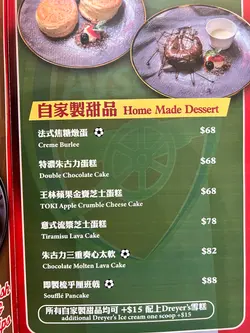 自家製甜品 Home Made Dessert
法式焦糖燉蛋 $68
Creme Burlee
特濃朱古力蛋糕 $68
Double Chocolate Cake
王林蘋果金寶芝士蛋糕 $68
TOKI Apple Crumble Cheese Cake
意式流漿芝士蛋糕 $78
Tiramisu Lava Cake
朱古力三重奏心太軟 $82
Chocolate Molten Lava Cake
即製梳乎厘班戟 $88
Soufflé Pancake
所有自家製甜品均可 +$15 配上Dreyer's雪糕
additional Dreyer's Ice cream one scoop +$15